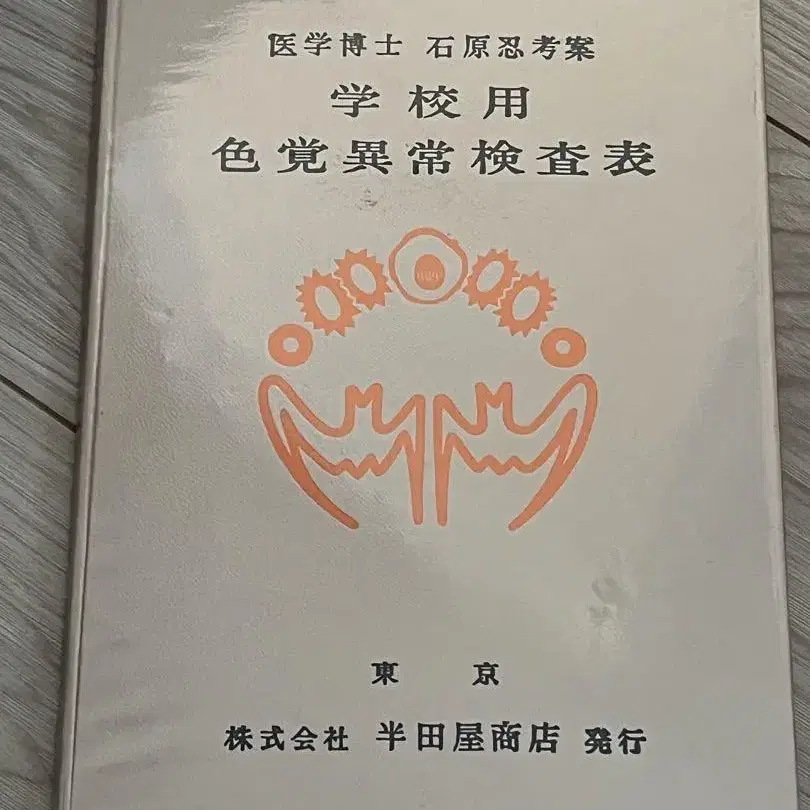 医学博士 石原忍考案
学校用
色覚異常検査表
東京
株式会社 半田屋商店 発行